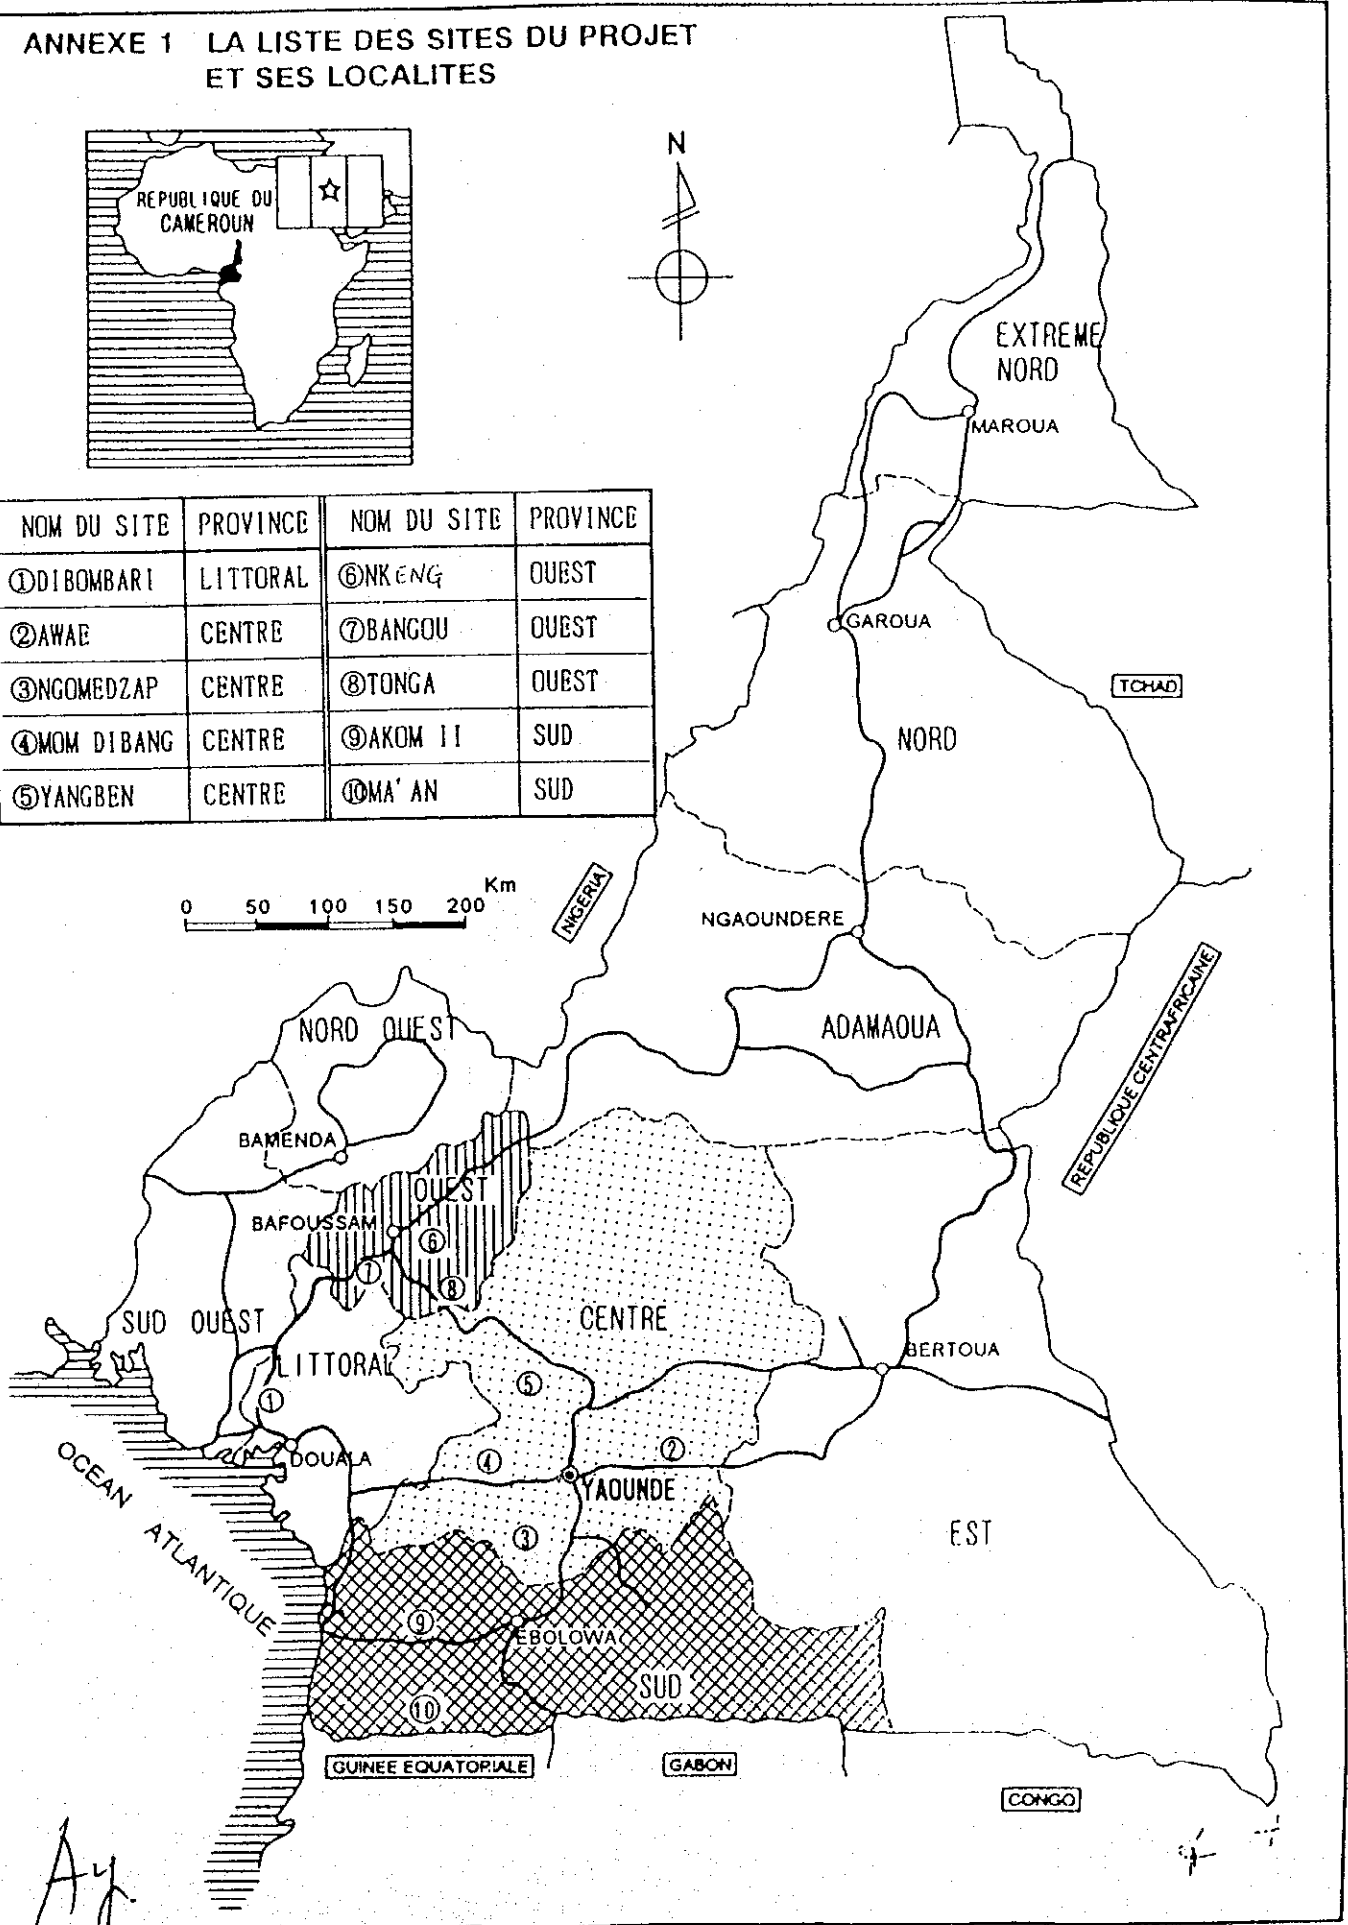 ANNEXE 1 LA LISTE DES SITES DU PROJET
ET SES LOCALITES
REPUBLIQUE DU
CAMEROUN
N
NOM DU SITE PROVINCE NOM DU SITE PROVINCE
①DIBOMBARI LITTORAL ⑥NKENG OUEST
②AWAE CENTRE ⑦BANGOU OUEST
③NGOMEDZAP CENTRE ⑧TONGA OUEST
④MOM DIBANG CENTRE ⑨AKOM II SUD
⑤YANGBEN CENTRE ⑩MA'AN SUD
0 50 100 150 200 Km
EXTREME
NORD
MAROUA
GAROUA
TCHAD
NORD
NIGERIA
NGAOUNDERE
ADAMAOUA
REPUBLIQUE CENTRAFRICAINE
NORD OUEST
BAMENDA
OUEST
BAFOUSSAM
⑥
⑦
⑧
SUD OUEST
CENTRE
LITTORAL
BERTOUA
⑤
①
DOUALA
④
②
YAOUNDE
OCEAN ATLANTIQUE
③
EST
⑨
EBOLOWA
SUD
⑩
GUINEE EQUATORIALE
GABON
CONGO
Ay.